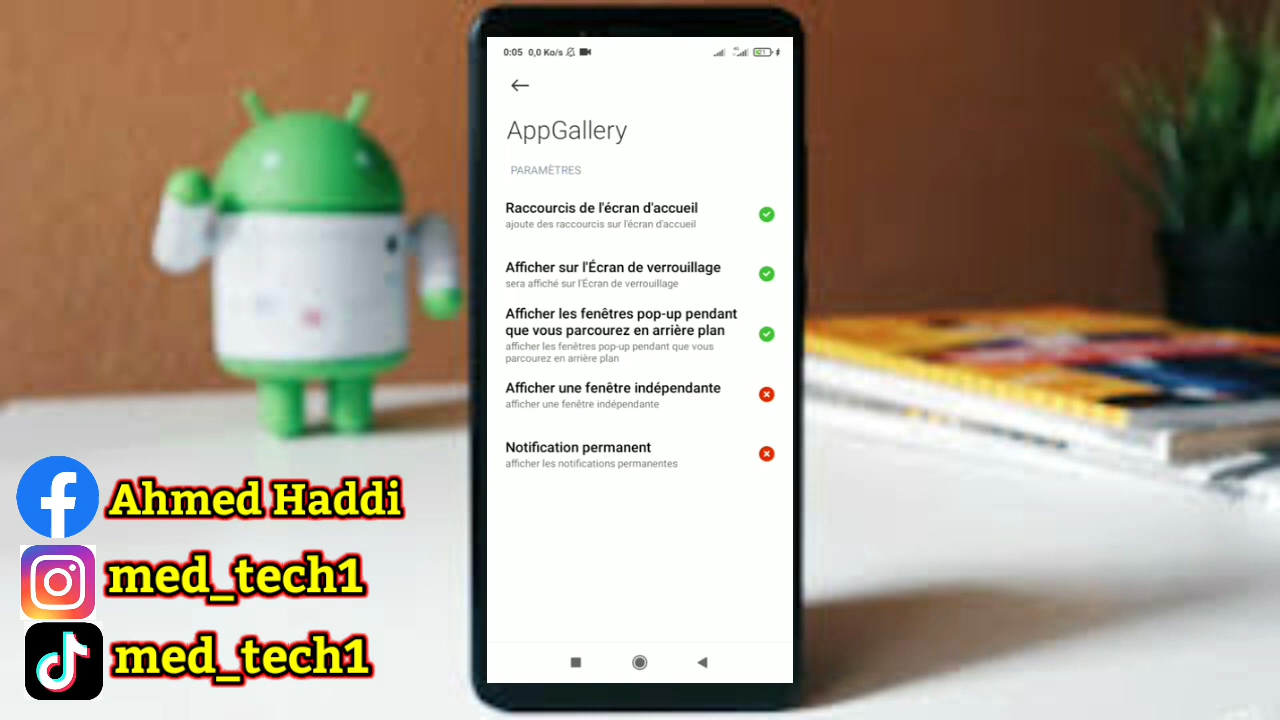 0:05 0,0 Ko/s
AppGallery
PARAMÈTRES
Raccourcis de l'écran d'accueil
ajoute des raccourcis sur l'écran d'accueil
Afficher sur l'Écran de verrouillage
sera affiché sur l'Écran de verrouillage
Afficher les fenêtres pop-up pendant
que vous parcourez en arrière plan
afficher les fenêtres pop-up pendant que vous
parcourez en arrière plan
Afficher une fenêtre indépendante
afficher une fenêtre indépendante
Notification permanent
afficher les notifications permanentes
Ahmed Haddi
med_tech1
med_tech1